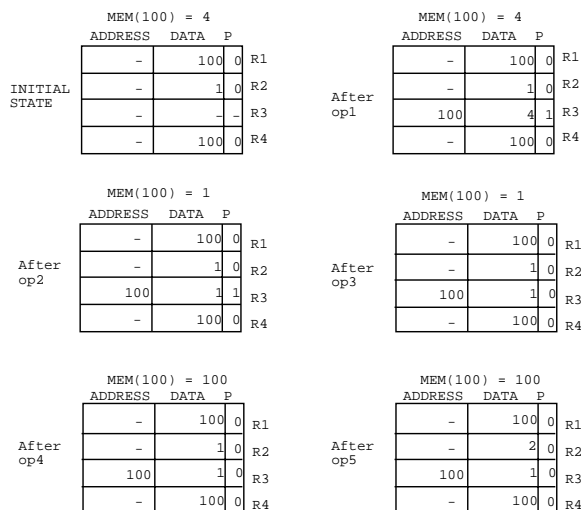 MEM(100) = 4
ADDRESS DATA P
INITIAL STATE
– 100 0 R1
– 1 0 R2
– – – R3
– 100 0 R4
MEM(100) = 4
ADDRESS DATA P
After op1
– 100 0 R1
– 1 0 R2
100 4 1 R3
– 100 0 R4
MEM(100) = 1
ADDRESS DATA P
After op2
– 100 0 R1
– 1 0 R2
100 1 1 R3
– 100 0 R4
MEM(100) = 1
ADDRESS DATA P
After op3
– 100 0 R1
– 1 0 R2
100 1 0 R3
– 100 0 R4
MEM(100) = 100
ADDRESS DATA P
After op4
– 100 0 R1
– 1 0 R2
100 1 0 R3
– 100 0 R4
MEM(100) = 100
ADDRESS DATA P
After op5
– 100 0 R1
– 2 0 R2
100 1 0 R3
– 100 0 R4